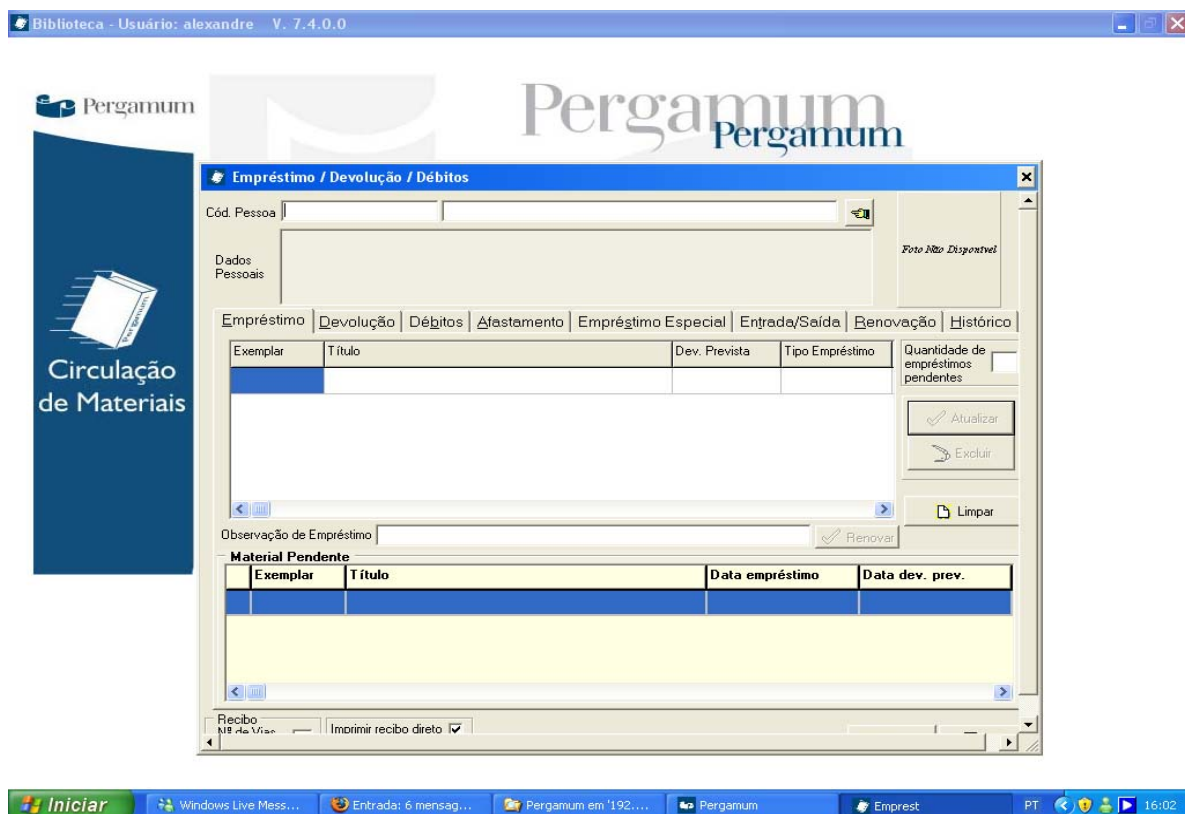 Biblioteca - Usuário: alexandre V. 7.4.0.0
Pergamum
Pergamum
Pergamum
Empréstimo / Devolução / Débitos
Cód. Pessoa
Foto Não Disponível
Dados
Pessoais
Empréstimo Devolução Débitos Afastamento Empréstimo Especial Entrada/Saída Renovação Histórico
Exemplar Título Dev. Prevista Tipo Empréstimo
Quantidade de
empréstimos
pendentes
Circulação
de Materiais
Pergamum
Atualizar
Excluir
Limpar
Observação de Empréstimo
Renovar
Material Pendente
Exemplar Título Data empréstimo Data dev. prev.
Recibo
Nº de Vias
Imprimir recibo direto
Iniciar Windows Live Mess... Entrada: 6 mensag... Pergamum em '192.... Pergamum Emprest PT 16:02